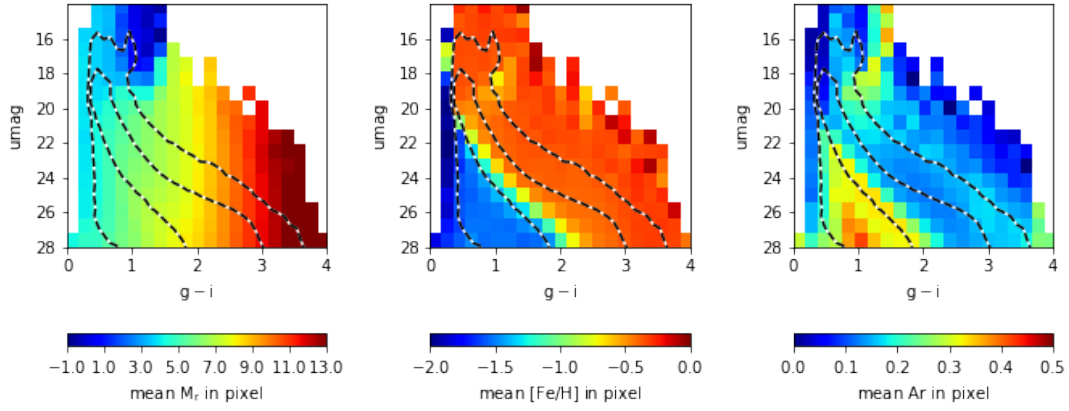 16
18
20
22
24
26
28
umag
0 1 2 3 4
g − i
−1.0 1.0 3.0 5.0 7.0 9.0 11.0 13.0
mean Mr in pixel
16
18
20
22
24
26
28
umag
0 1 2 3 4
g − i
−2.0 −1.5 −1.0 −0.5 0.0
mean [Fe/H] in pixel
16
18
20
22
24
26
28
umag
0 1 2 3 4
g − i
0.0 0.1 0.2 0.3 0.4 0.5
mean Ar in pixel